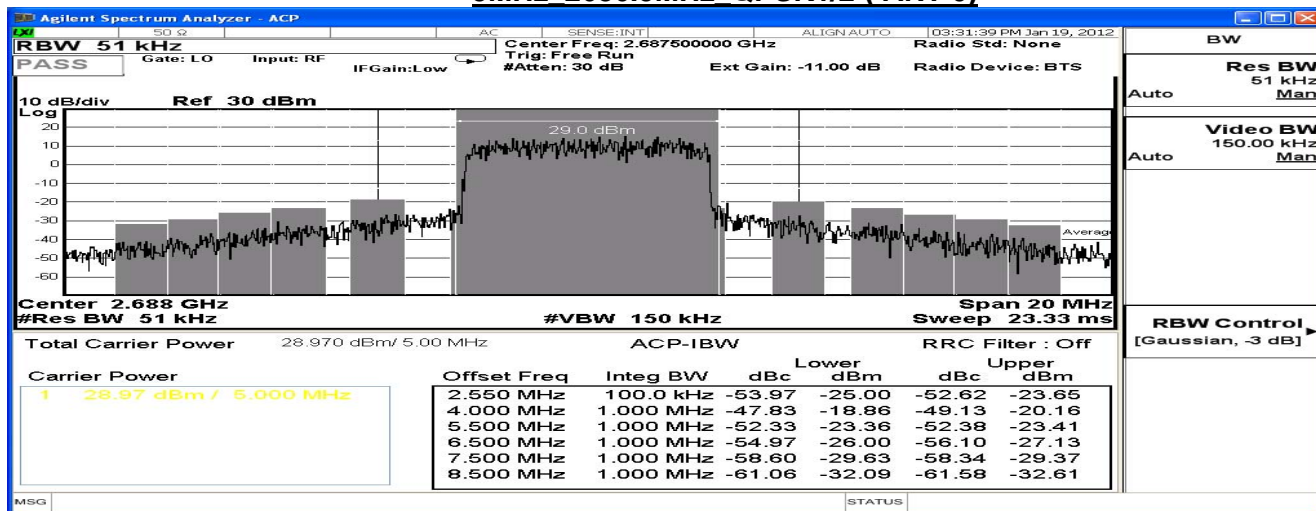 Agilent Spectrum Analyzer - ACP
LXI 50 Ω AC SENSE:INT ALIGN AUTO 03:31:39 PM Jan 19, 2012
RBW 51 kHz Center Freq: 2.687500000 GHz Radio Std: None
PASS Gate: LO Input: RF IFGain:Low Trig: Free Run
#Atten: 30 dB Ext Gain: -11.00 dB Radio Device: BTS
10 dB/div Ref 30 dBm
Log
29.0 dBm
20
10
0
-10
-20
-30
-40
-50
-60
Average
Center 2.688 GHz Span 20 MHz
#Res BW 51 kHz #VBW 150 kHz Sweep 23.33 ms
Total Carrier Power 28.970 dBm/ 5.00 MHz ACP-IBW RRC Filter : Off
Lower Upper
Carrier Power Offset Freq Integ BW dBc dBm dBc dBm
1 28.97 dBm / 5.000 MHz
2.550 MHz 100.0 kHz -53.97 -25.00 -52.62 -23.65
4.000 MHz 1.000 MHz -47.83 -18.86 -49.13 -20.16
5.500 MHz 1.000 MHz -52.33 -23.36 -52.38 -23.41
6.500 MHz 1.000 MHz -54.97 -26.00 -56.10 -27.13
7.500 MHz 1.000 MHz -58.60 -29.63 -58.34 -29.37
8.500 MHz 1.000 MHz -61.06 -32.09 -61.58 -32.61
MSG STATUS
BW
Res BW
51 kHz
Auto Man
Video BW
150.00 kHz
Auto Man
RBW Control
[Gaussian, -3 dB]